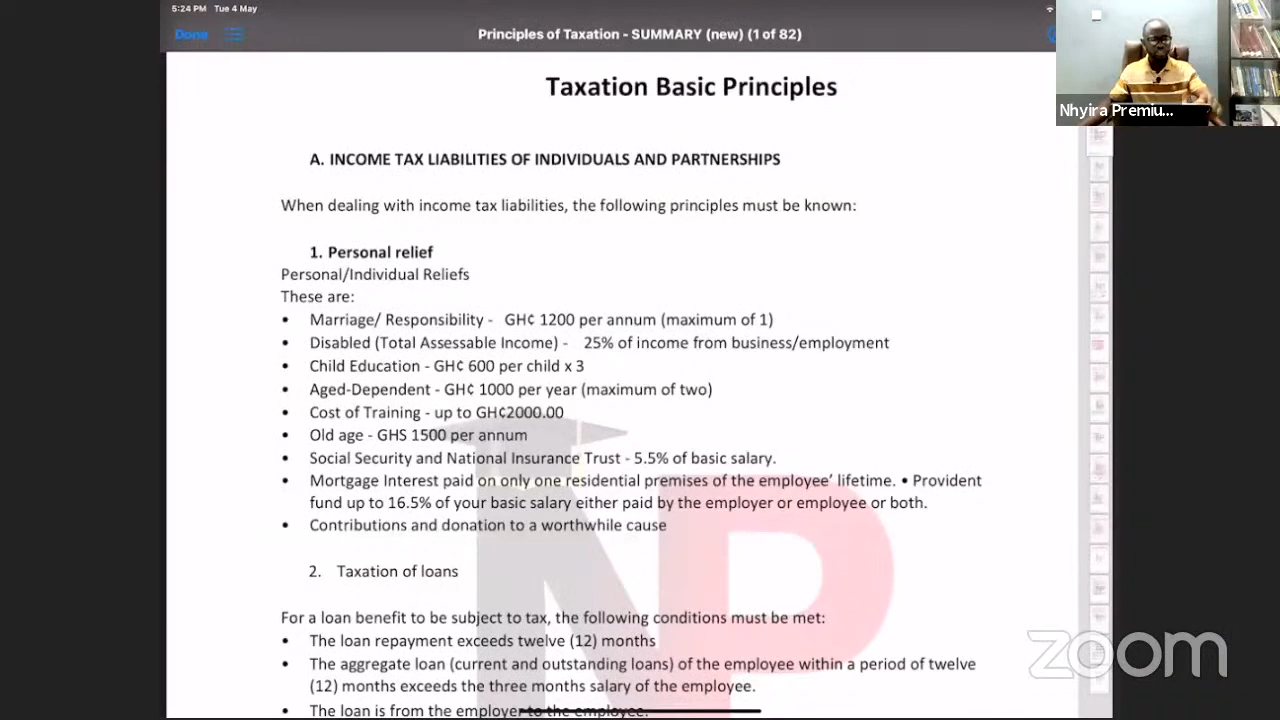 5:24 PM Tue 4 May
Done
Principles of Taxation - SUMMARY (new) (1 of 82)
Nhyira Premiu...
Taxation Basic Principles
A. INCOME TAX LIABILITIES OF INDIVIDUALS AND PARTNERSHIPS
When dealing with income tax liabilities, the following principles must be known:
1. Personal relief
Personal/Individual Reliefs
These are:
• Marriage/ Responsibility - GH¢ 1200 per annum (maximum of 1)
• Disabled (Total Assessable Income) - 25% of income from business/employment
• Child Education - GH¢ 600 per child x 3
• Aged-Dependent - GH¢ 1000 per year (maximum of two)
• Cost of Training - up to GH¢2000.00
• Old age - GHS 1500 per annum
• Social Security and National Insurance Trust - 5.5% of basic salary.
• Mortgage Interest paid on only one residential premises of the employee' lifetime. • Provident
fund up to 16.5% of your basic salary either paid by the employer or employee or both.
• Contributions and donation to a worthwhile cause
2. Taxation of loans
For a loan benefit to be subject to tax, the following conditions must be met:
• The loan repayment exceeds twelve (12) months
• The aggregate loan (current and outstanding loans) of the employee within a period of twelve
(12) months exceeds the three months salary of the employee.
• The loan is from the employer to the employee.
NP
zoom